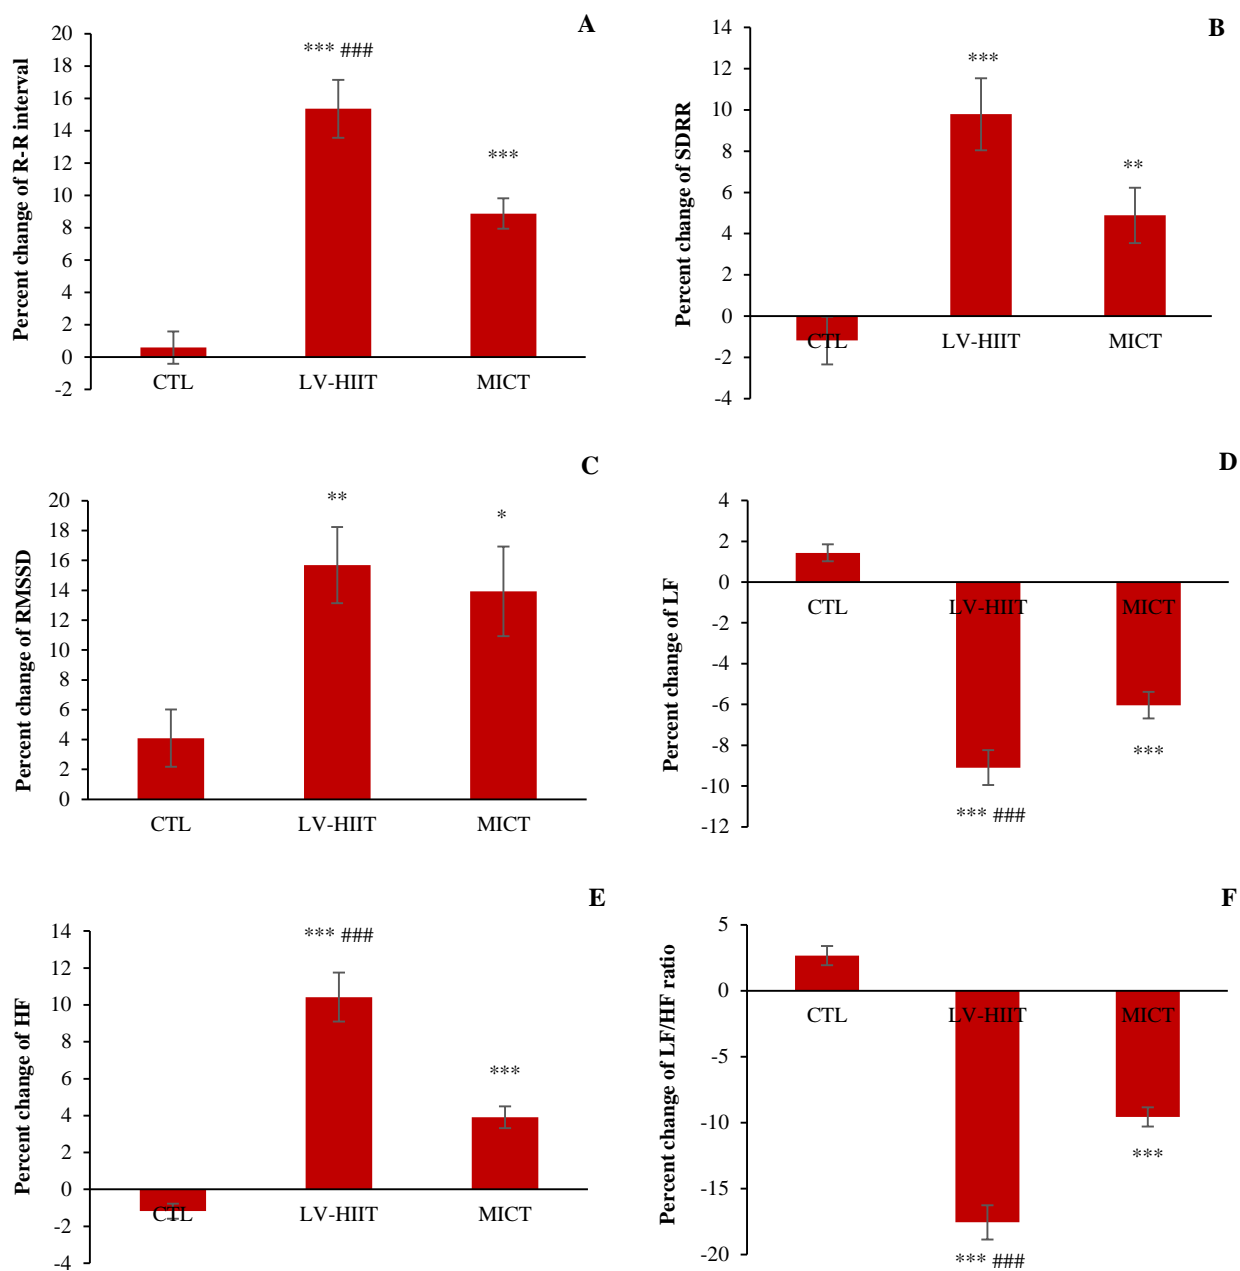 A
Percent change of R-R interval
20
18
16
14
12
10
8
6
4
2
0
-2
*** ###
***
CTL
LV-HIIT
MICT
B
Percent change of SDRR
14
12
10
8
6
4
2
0
-2
-4
***
**
CTL
LV-HIIT
MICT
C
Percent change of RMSSD
20
18
16
14
12
10
8
6
4
2
0
**
*
CTL
LV-HIIT
MICT
D
Percent change of LF
4
2
0
-2
-4
-6
-8
-10
-12
CTL
LV-HIIT
MICT
***
*** ###
E
Percent change of HF
14
12
10
8
6
4
2
0
-2
-4
*** ###
***
CTL
LV-HIIT
MICT
F
Percent change of LF/HF ratio
5
0
-5
-10
-15
-20
CTL
LV-HIIT
MICT
***
*** ###